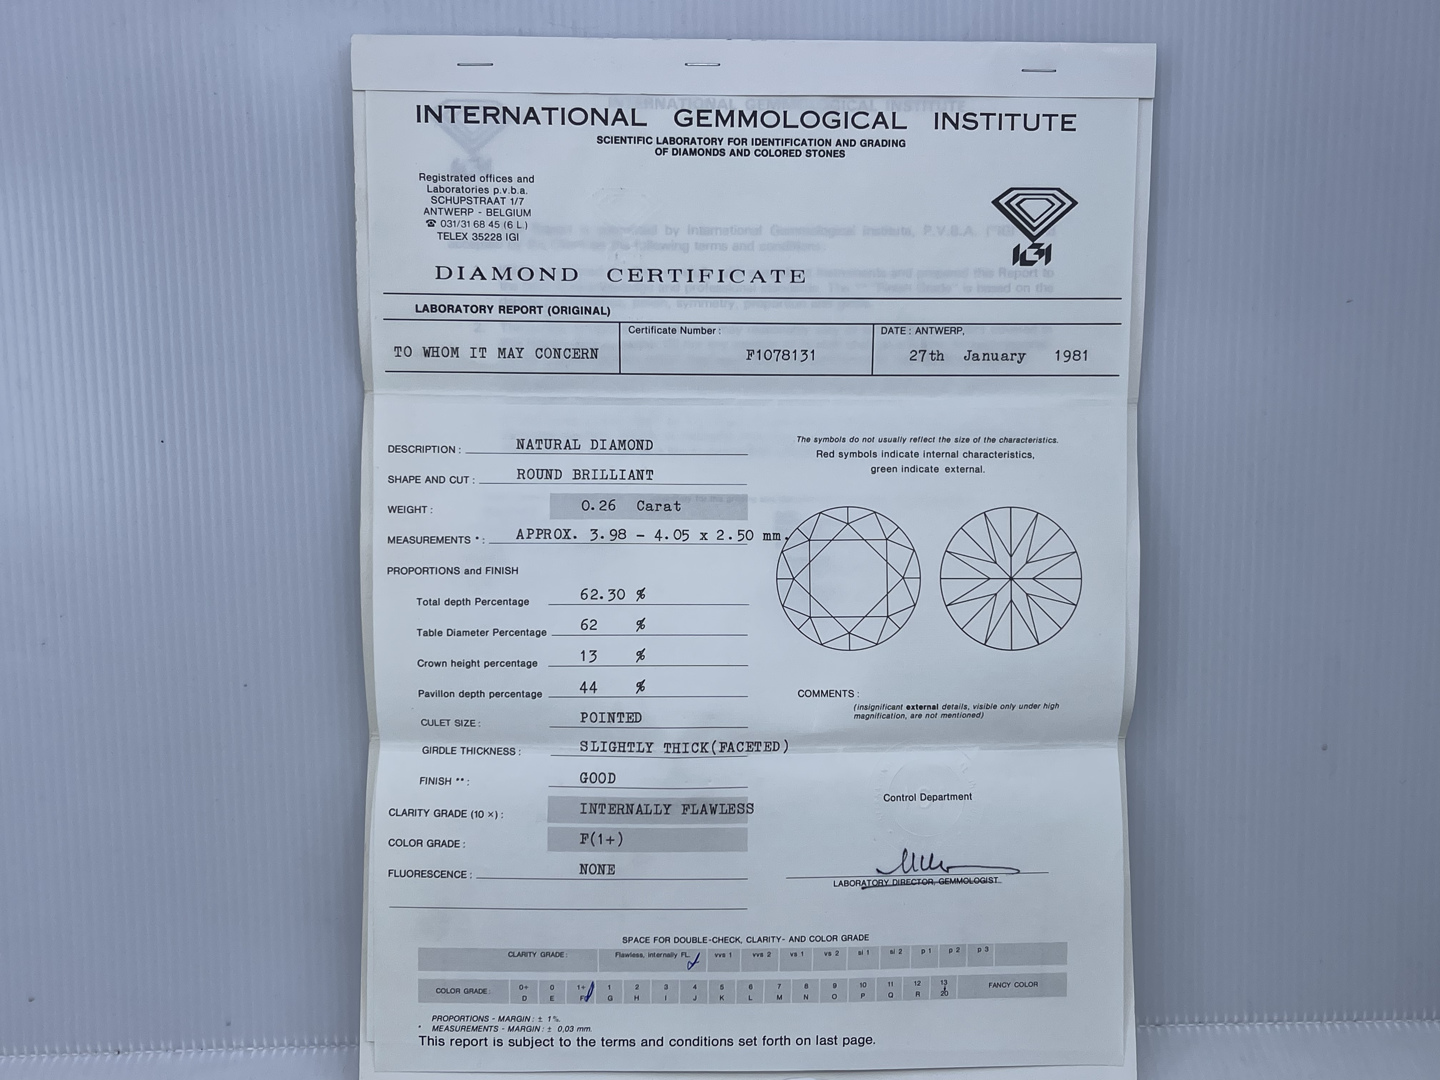 INTERNATIONAL GEMMOLOGICAL INSTITUTE
SCIENTIFIC LABORATORY FOR IDENTIFICATION AND GRADING
OF DIAMONDS AND COLORED STONES
Registrated offices and
Laboratories p.v.b.a.
SCHUPSTRAAT 1/7
ANTWERP - BELGIUM
☎ 031/31 68 45 (6 L.)
TELEX 35228 IGI
IGI
DIAMOND CERTIFICATE
LABORATORY REPORT (ORIGINAL)
TO WHOM IT MAY CONCERN
Certificate Number :
F1078131
DATE : ANTWERP,
27th January 1981
DESCRIPTION : NATURAL DIAMOND
SHAPE AND CUT : ROUND BRILLIANT
WEIGHT : 0.26 Carat
MEASUREMENTS * : APPROX. 3.98 - 4.05 x 2.50 mm.
PROPORTIONS and FINISH
Total depth Percentage 62.30 %
Table Diameter Percentage 62 %
Crown height percentage 13 %
Pavillon depth percentage 44 %
CULET SIZE : POINTED
GIRDLE THICKNESS : SLIGHTLY THICK(FACETED)
FINISH ** : GOOD
CLARITY GRADE (10 ×) : INTERNALLY FLAWLESS
COLOR GRADE : F(1+)
FLUORESCENCE : NONE
The symbols do not usually reflect the size of the characteristics.
Red symbols indicate internal characteristics,
green indicate external.
COMMENTS :
(insignificant external details, visible only under high
magnification, are not mentioned)
Control Department
LABORATORY DIRECTOR, GEMMOLOGIST.
SPACE FOR DOUBLE-CHECK, CLARITY- AND COLOR GRADE
CLARITY GRADE : Flawless, internally FL. vvs 1 vvs 2 vs 1 vs 2 si 1 si 2 p 1 p 2 p 3
COLOR GRADE : 0+ 0 1+ 1 2 3 4 5 6 7 8 9 10 11 12 13 20 FANCY COLOR
D E F G H I J K L M N O P Q R
PROPORTIONS - MARGIN : ± 1%.
* MEASUREMENTS - MARGIN : ± 0,03 mm.
This report is subject to the terms and conditions set forth on last page.